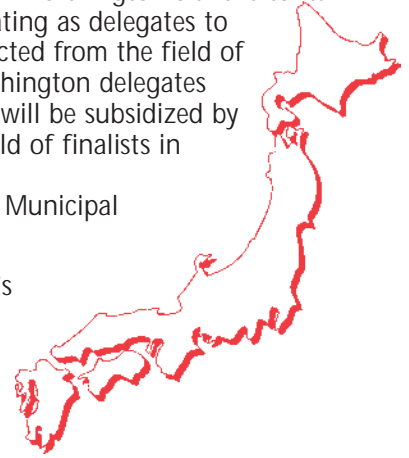 ating as delegates to
cted from the field of
hington delegates
will be subsidized by
ld of finalists in
Municipal
s